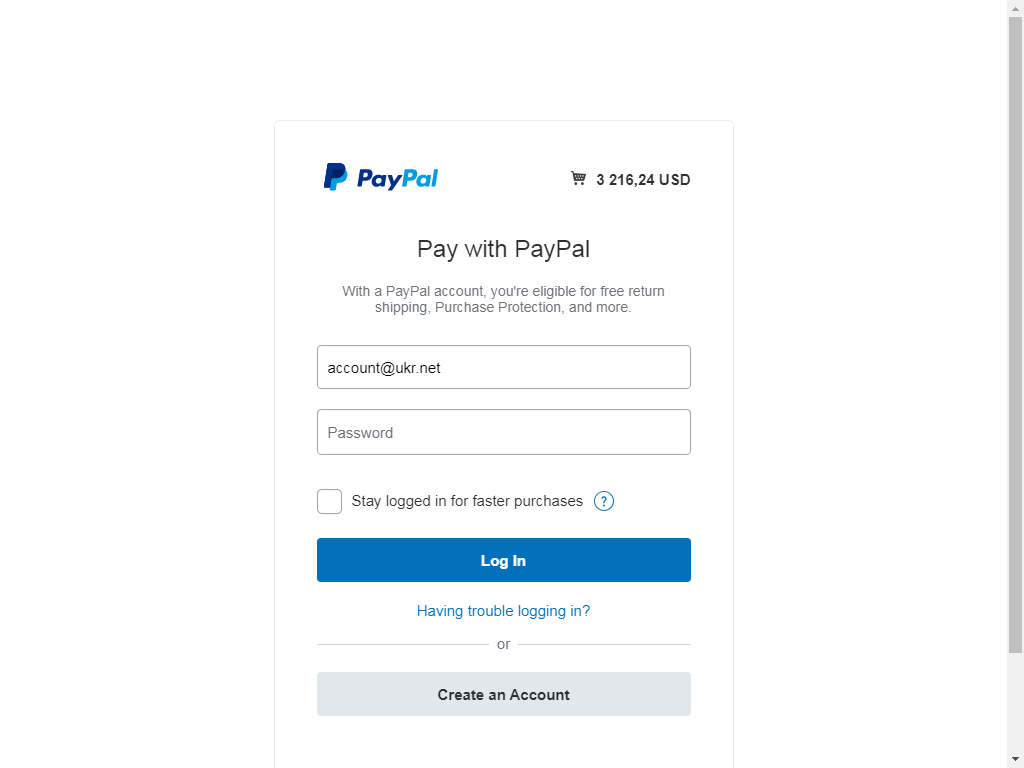 PayPal
3 216,24 USD
Pay with PayPal
With a PayPal account, you're eligible for free return
shipping, Purchase Protection, and more.
account@ukr.net
Password
Stay logged in for faster purchases ?
Log In
Having trouble logging in?
or
Create an Account